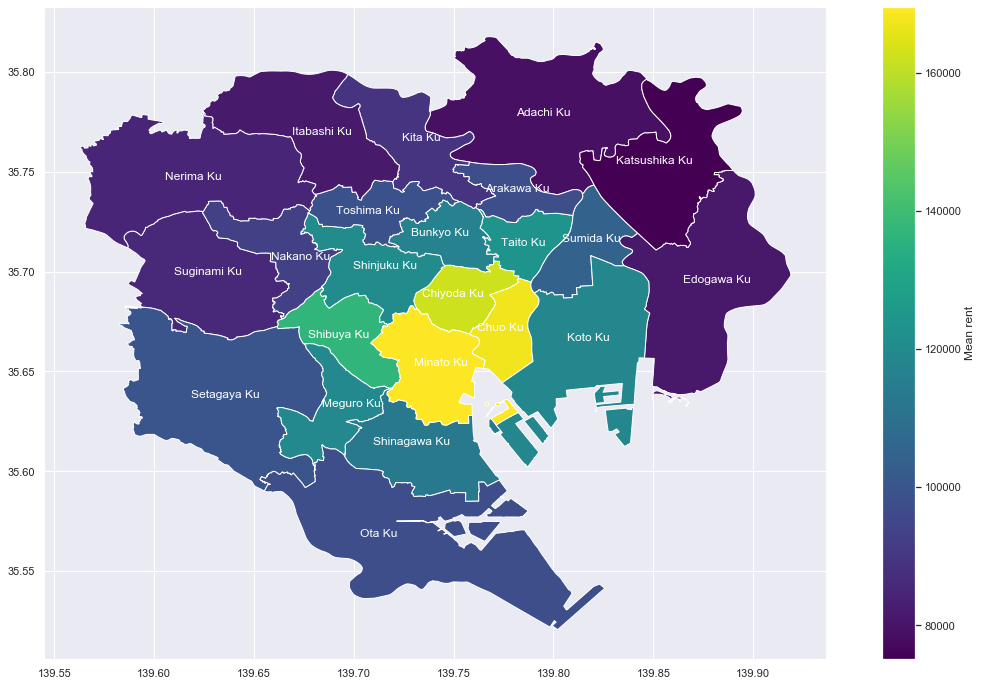 35.80
35.75
35.70
35.65
35.60
35.55
139.55
139.60
139.65
139.70
139.75
139.80
139.85
139.90
Adachi Ku
Itabashi Ku
Kita Ku
Katsushika Ku
Nerima Ku
Arakawa Ku
Toshima Ku
Bunkyo Ku
Taito Ku
Sumida Ku
Nakano Ku
Shinjuku Ku
Suginami Ku
Edogawa Ku
Chiyoda Ku
Shibuya Ku
Chuo Ku
Koto Ku
Minato Ku
Setagaya Ku
Meguro Ku
Shinagawa Ku
Ota Ku
160000
140000
120000
100000
80000
Mean rent